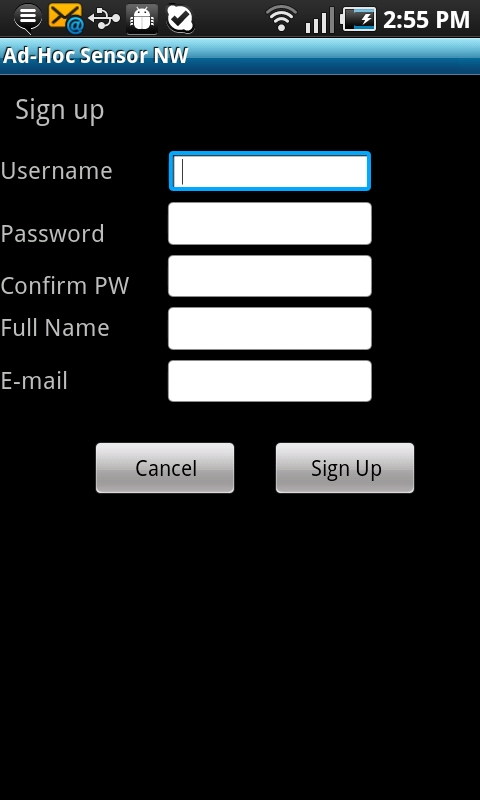 2:55 PM
Ad-Hoc Sensor NW
Sign up
Username
Password
Confirm PW
Full Name
E-mail
Cancel Sign Up